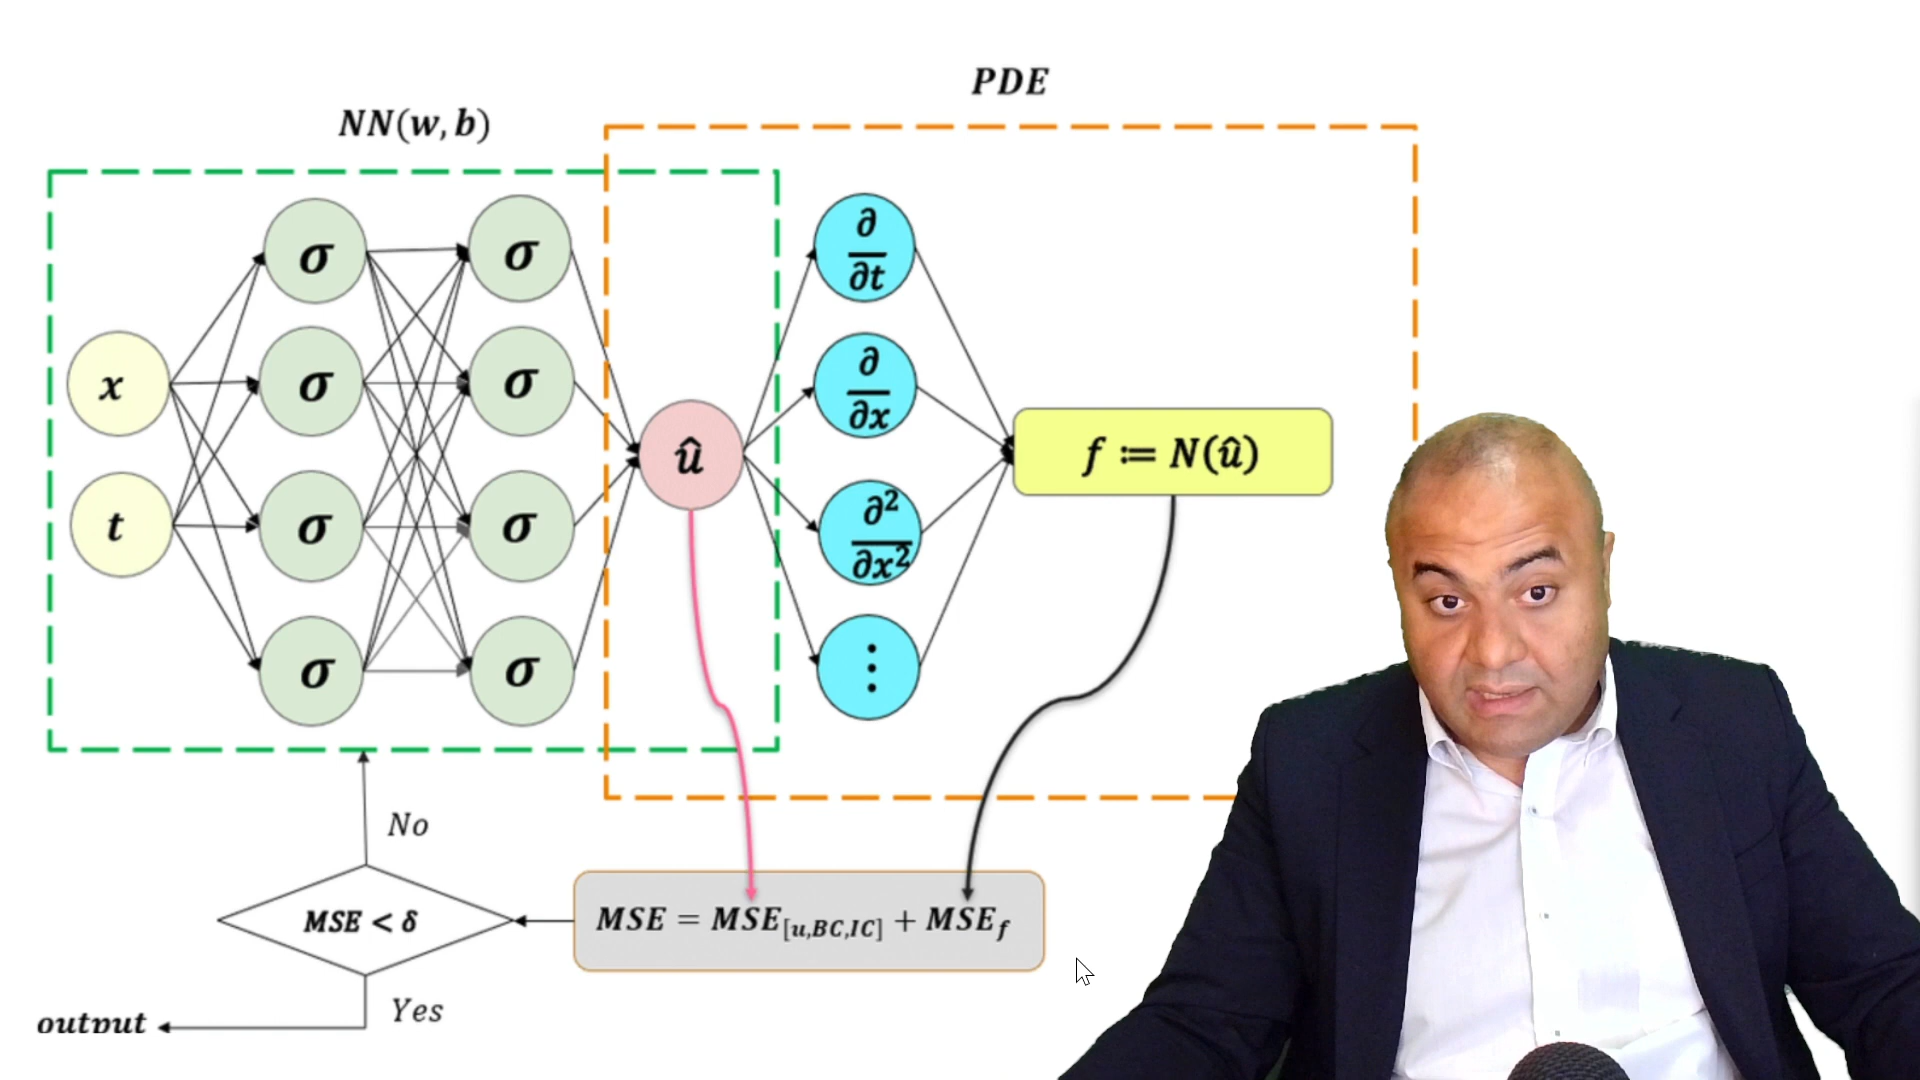 PDE
NN(w, b)
σ σ
∂/∂t
σ σ
∂/∂x
x
û
f ≔ N(û)
t
σ σ
∂²/∂x²
σ σ
⋮
No
MSE < δ
MSE = MSE[u,BC,IC] + MSEf
Yes
output